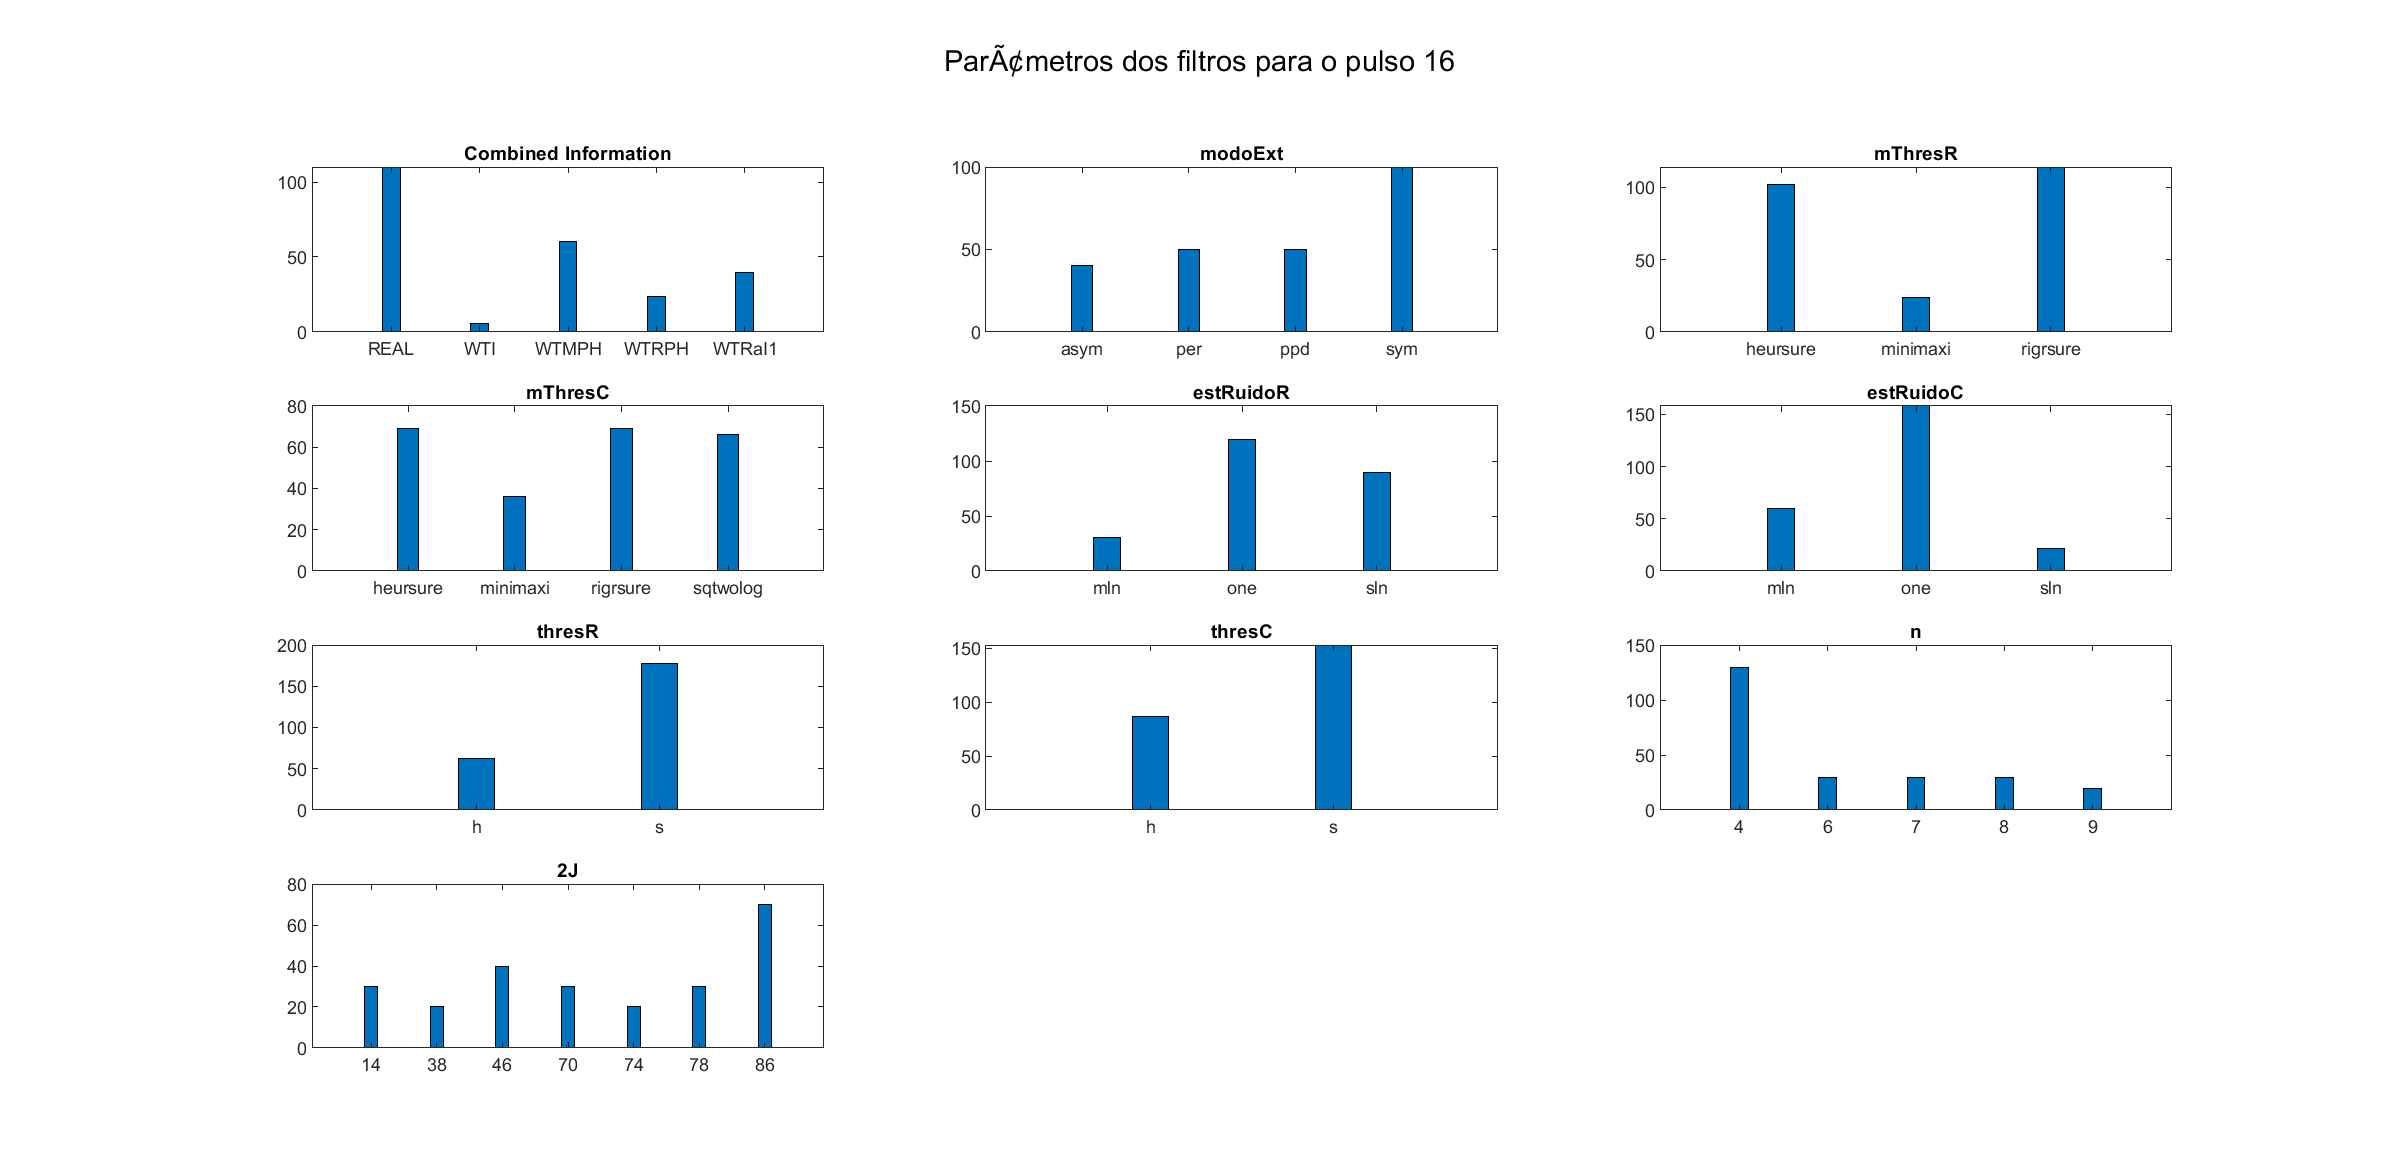 ParÃ¢metros dos filtros para o pulso 16
Combined Information
100
50
0
REAL WTI WTMPH WTRPH WTRaI1
modoExt
100
50
0
asym per ppd sym
mThresR
100
50
0
heursure minimaxi rigrsure
mThresC
80
60
40
20
0
heursure minimaxi rigrsure sqtwolog
estRuidoR
150
100
50
0
mln one sln
estRuidoC
150
100
50
0
mln one sln
thresR
200
150
100
50
0
h s
thresC
150
100
50
0
h s
n
150
100
50
0
4 6 7 8 9
2J
80
60
40
20
0
14 38 46 70 74 78 86